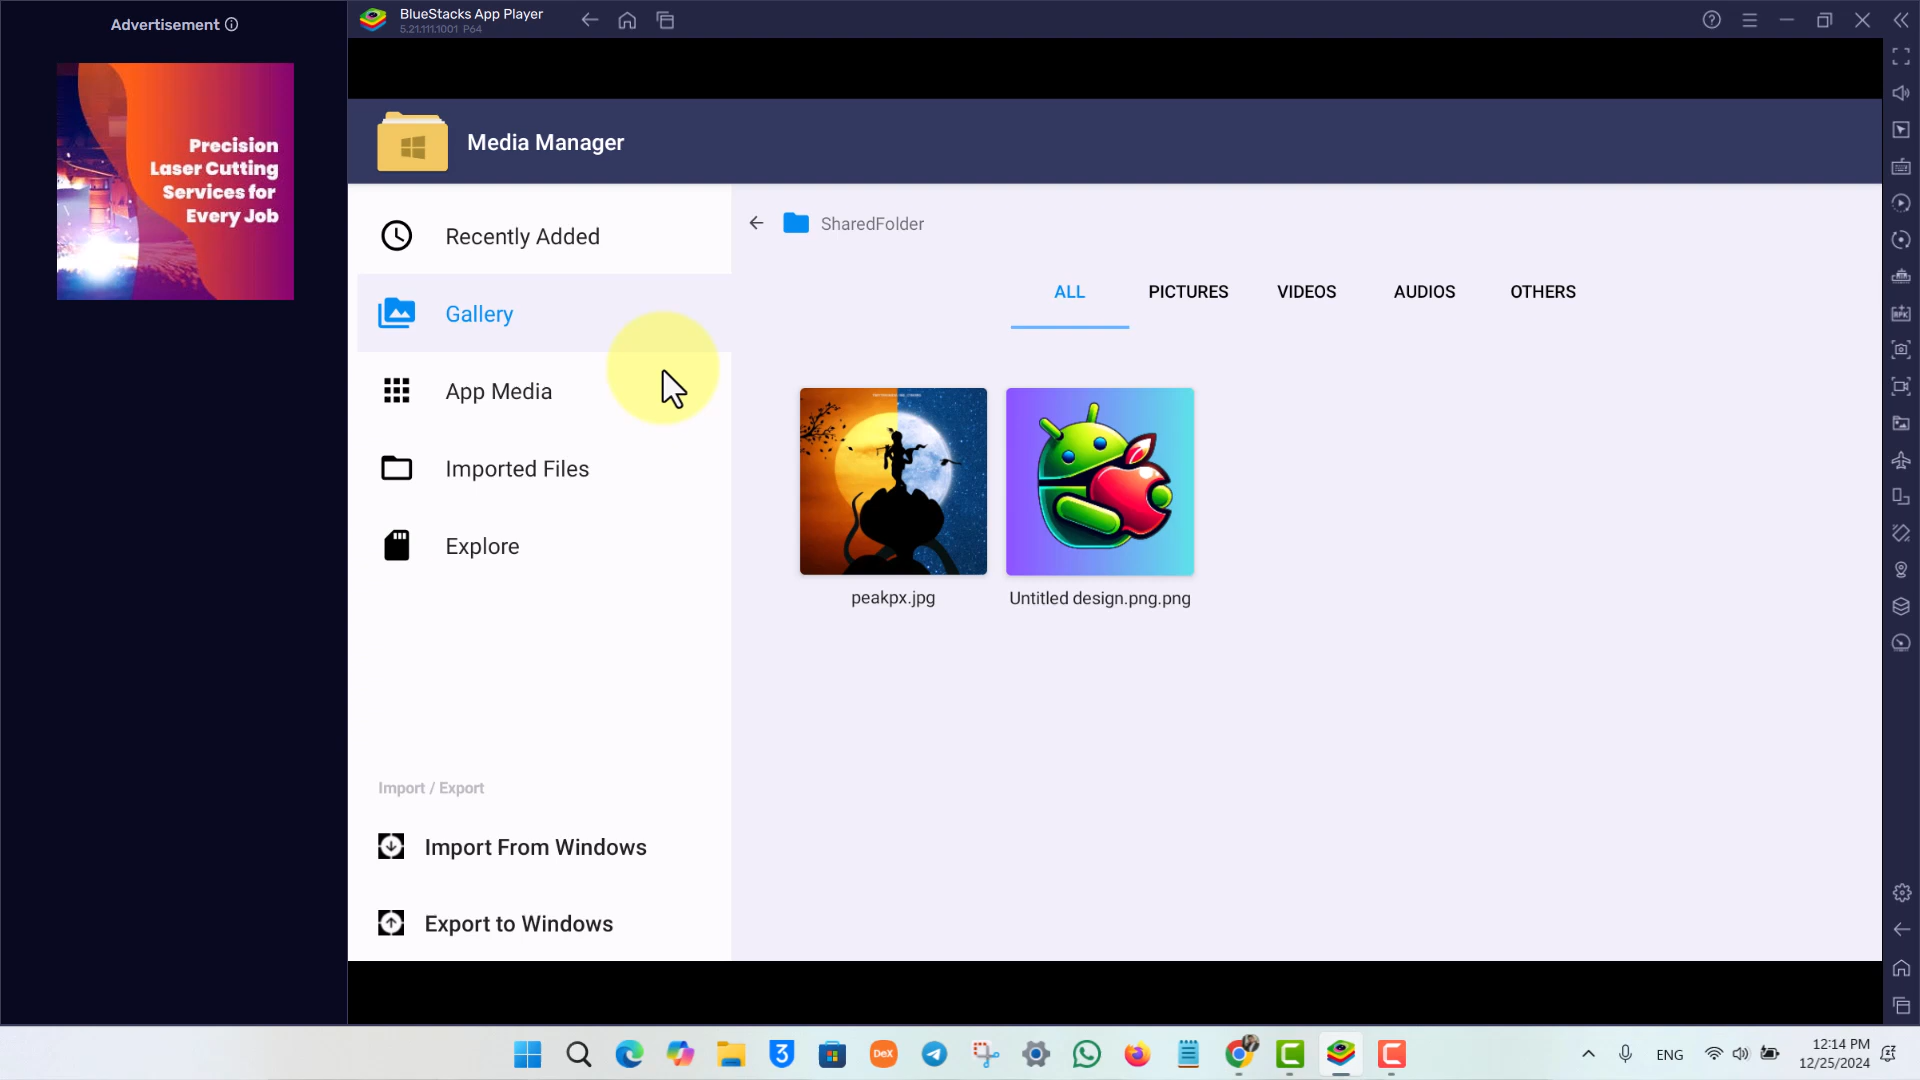 Advertisement
Precision
Laser Cutting
Services for
Every Job
BlueStacks App Player
5.21.111.1001 P64
Media Manager
Recently Added
Gallery
App Media
Imported Files
Explore
Import / Export
Import From Windows
Export to Windows
SharedFolder
ALL PICTURES VIDEOS AUDIOS OTHERS
peakpx.jpg
Untitled design.png.png
3
DeX
ENG
12:14 PM
12/25/2024